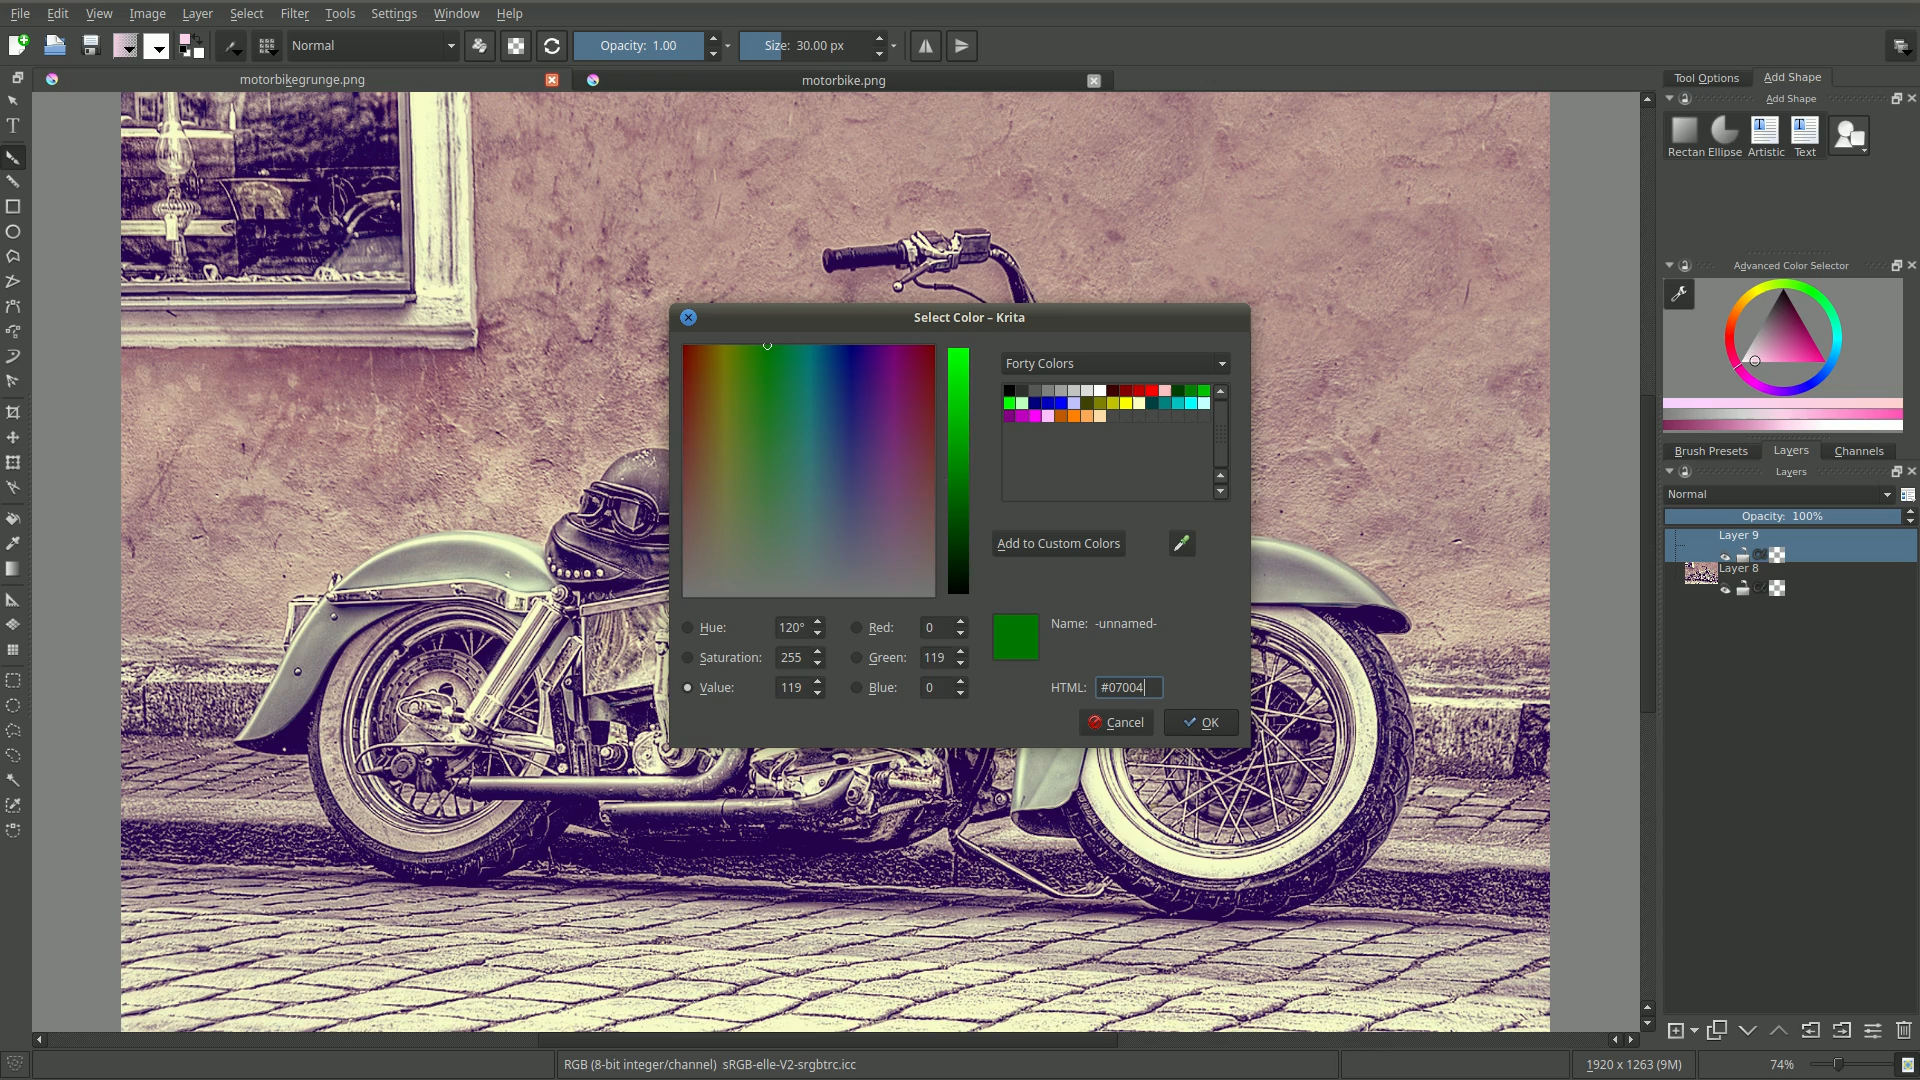 File Edit View Image Layer Select Filter Tools Settings Window Help
Normal Opacity: 1.00 Size: 30.00 px
motorbikegrunge.png motorbike.png
Tool Options Add Shape
Add Shape
T
T T
Rectan Ellipse Artistic Text
Advanced Color Selector
Select Color – Krita
Forty Colors
Add to Custom Colors
Hue: 120° Red: 0
Saturation: 255 Green: 119
Value: 119 Blue: 0
Name: -unnamed-
HTML: #07004
Cancel OK
Brush Presets Layers Channels
Layers
Normal
Opacity: 100%
Layer 9
Layer 8
RGB (8-bit integer/channel) sRGB-elle-V2-srgbtrc.icc 1920 x 1263 (9M) 74%